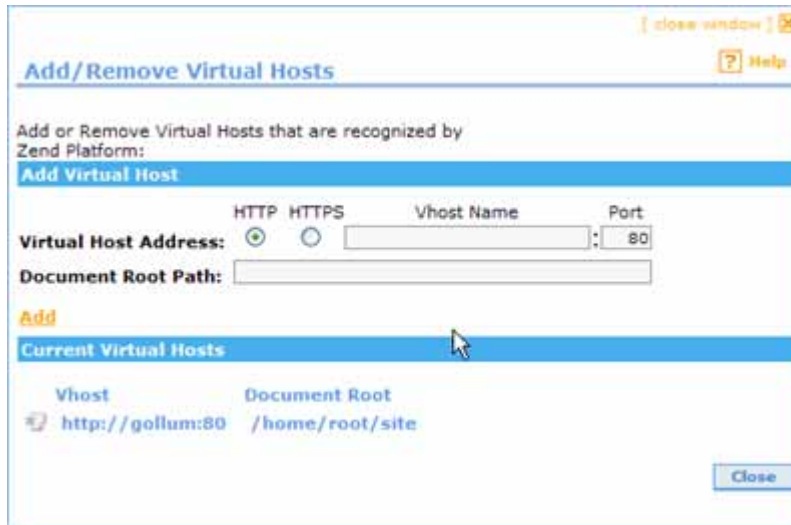 [ close window ]
Add/Remove Virtual Hosts
? Help
Add or Remove Virtual Hosts that are recognized by
Zend Platform:
Add Virtual Host
HTTP HTTPS Vhost Name Port
Virtual Host Address: : 80
Document Root Path:
Add
Current Virtual Hosts
Vhost Document Root
http://gollum:80 /home/root/site
Close